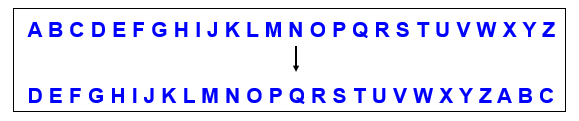 A B C D E F G H I J K L M N O P Q R S T U V W X Y Z
D E F G H I J K L M N O P Q R S T U V W X Y Z A B C